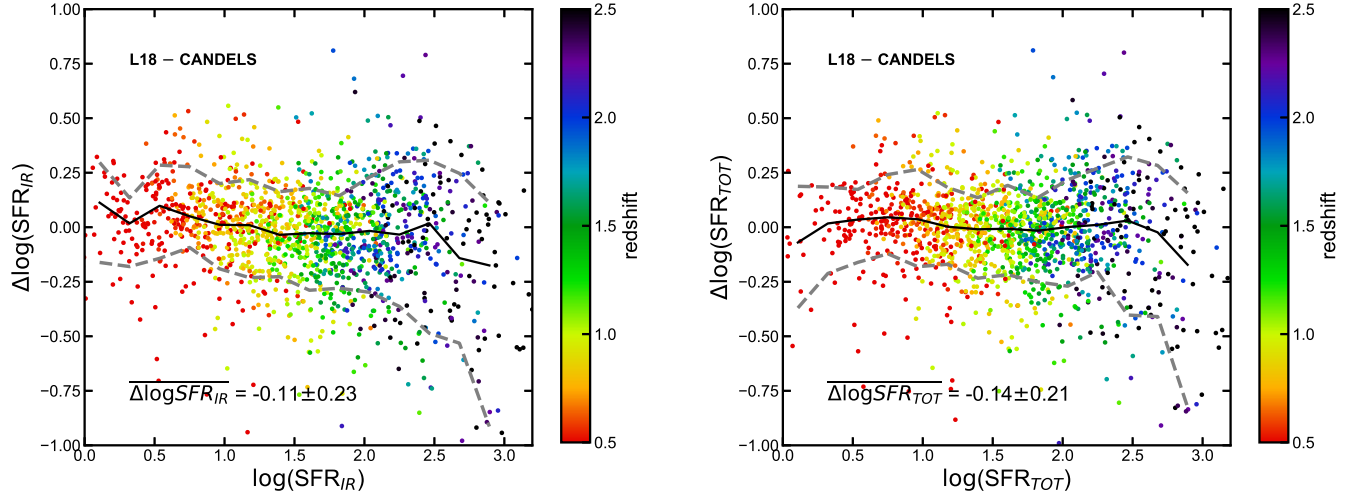 1.00
0.75
0.50
0.25
0.00
−0.25
−0.50
−0.75
−1.00
Δlog(SFR_IR)
L18 − CANDELS
ΔlogSFR_IR = -0.11±0.23
0.0 0.5 1.0 1.5 2.0 2.5 3.0
log(SFR_IR)
2.5
2.0
1.5
1.0
0.5
redshift
1.00
0.75
0.50
0.25
0.00
−0.25
−0.50
−0.75
−1.00
Δlog(SFR_TOT)
L18 − CANDELS
ΔlogSFR_TOT = -0.14±0.21
0.0 0.5 1.0 1.5 2.0 2.5 3.0
log(SFR_TOT)
2.5
2.0
1.5
1.0
0.5
redshift